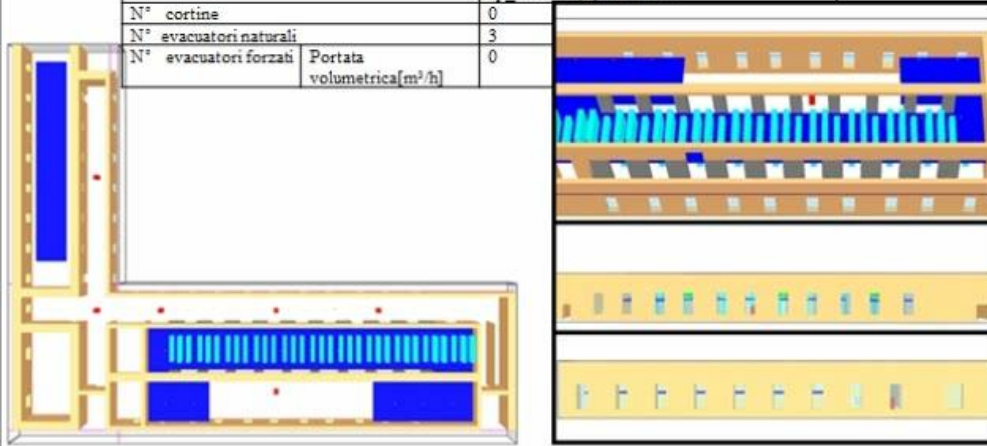 N° cortine 0
N° evacuatori naturali 3
N° evacuatori forzati Portata 0
volumetrica[m³/h]